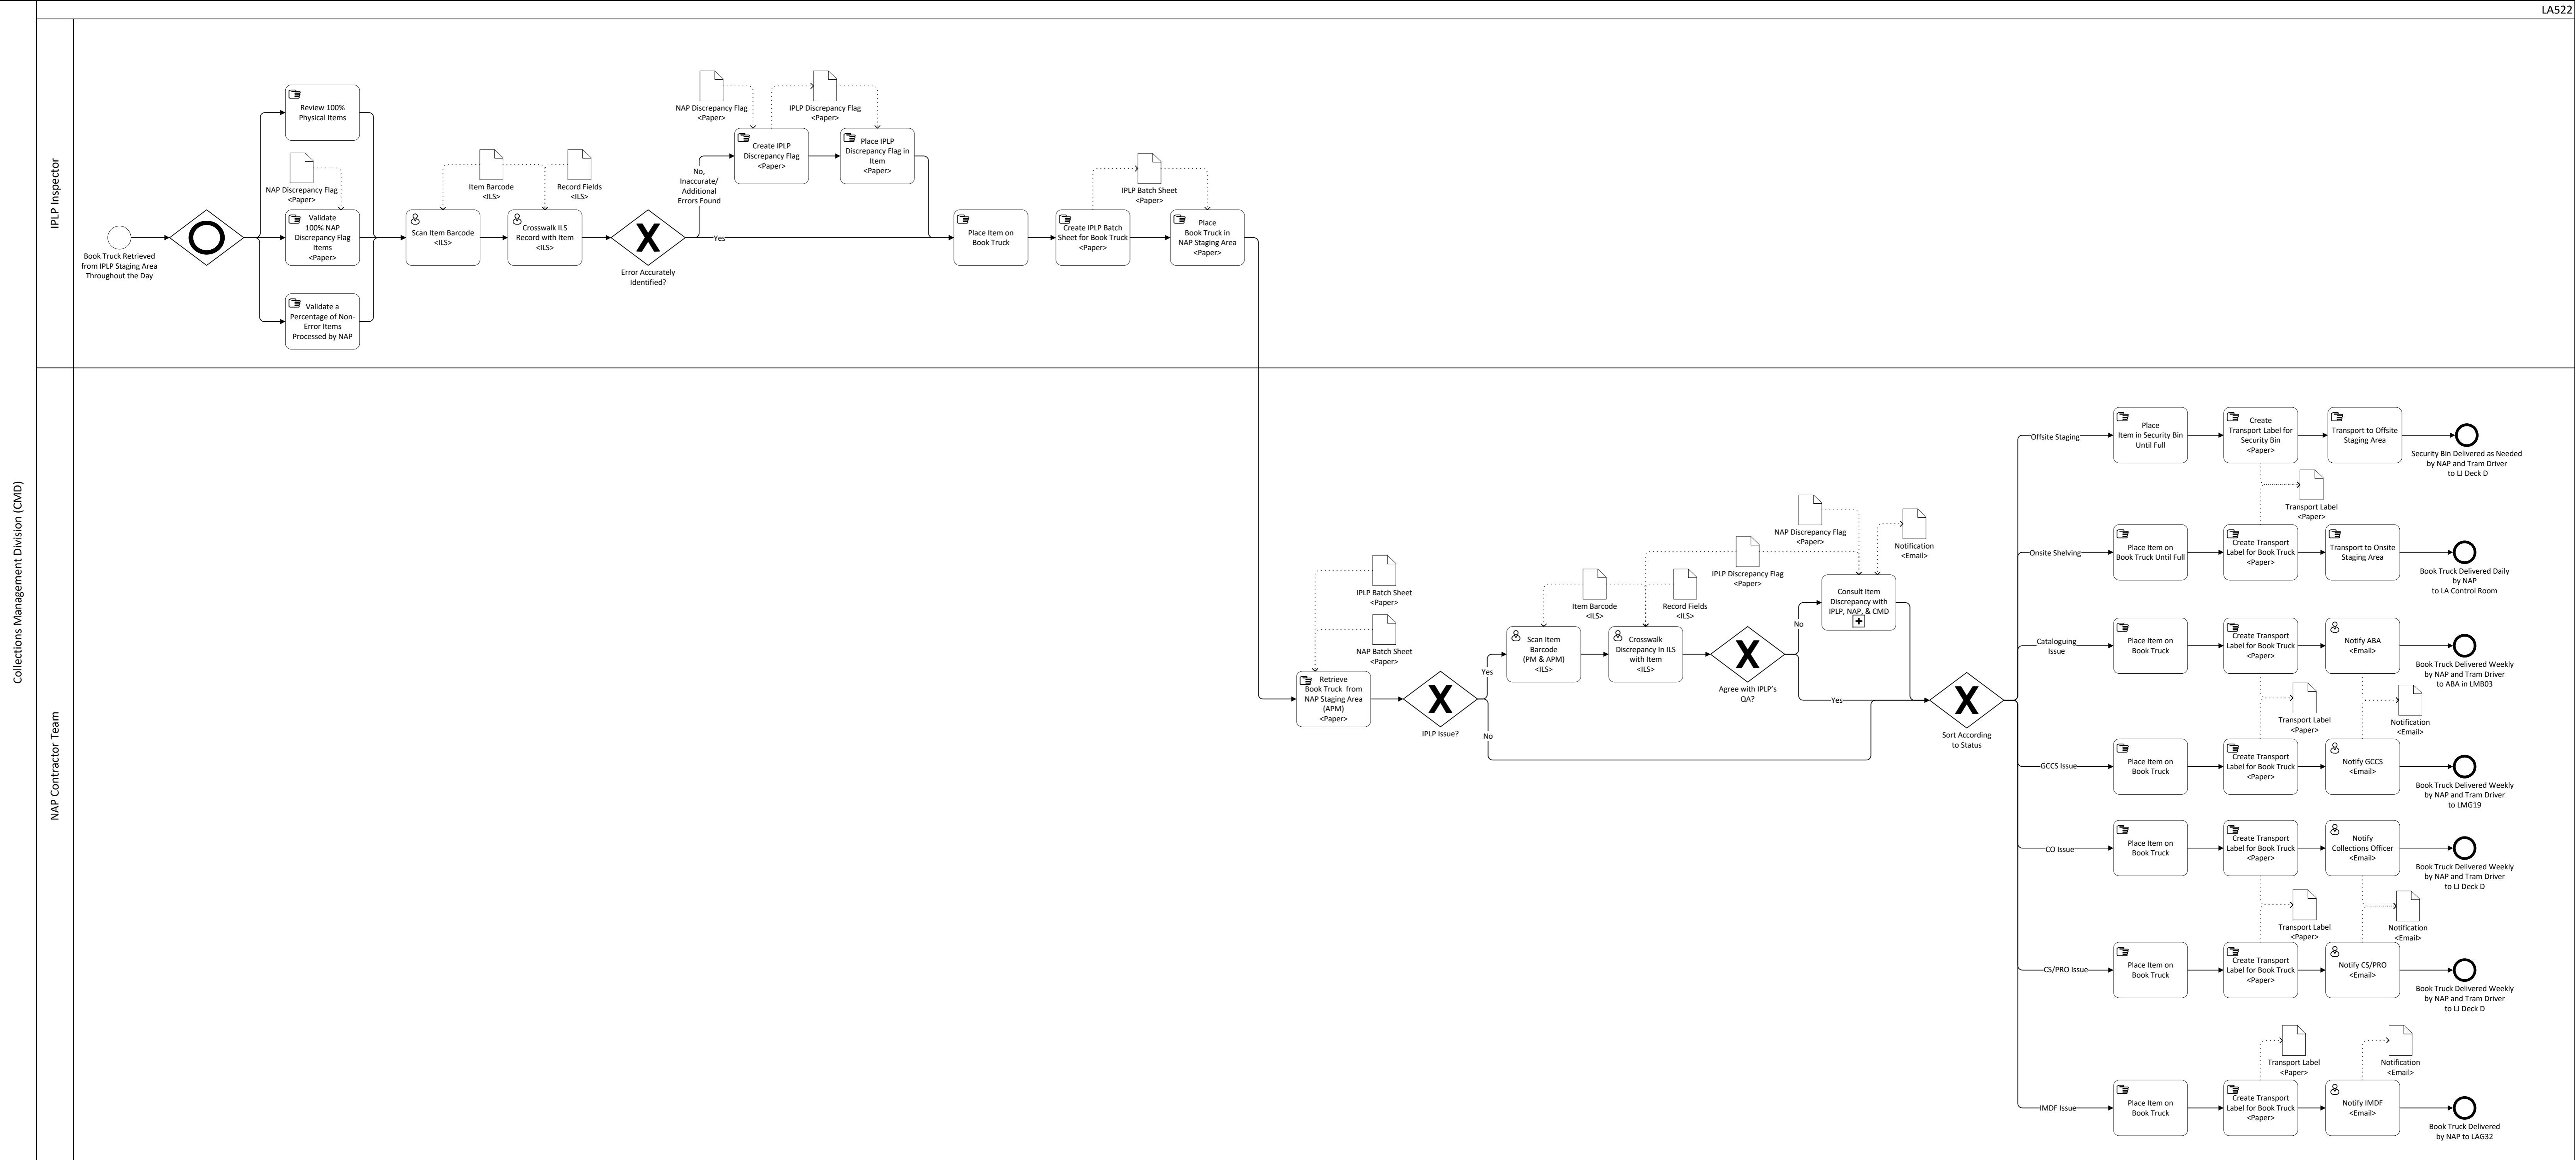 LA522
Collections Management Division (CMD)
IPLP Inspector
Book Truck Retrieved
from IPLP Staging Area
Throughout the Day
Review 100%
Physical Items
NAP Discrepancy Flag
<Paper>
Validate
100% NAP
Discrepancy Flag
Items
<Paper>
Validate a
Percentage of Non-
Error Items
Processed by NAP
Item Barcode
<ILS>
Record Fields
<ILS>
Scan Item Barcode
<ILS>
Crosswalk ILS
Record with Item
<ILS>
Error Accurately
Identified?
No,
Inaccurate/
Additional
Errors Found
Yes
NAP Discrepancy Flag
<Paper>
IPLP Discrepancy Flag
<Paper>
Create IPLP
Discrepancy Flag
<Paper>
Place IPLP
Discrepancy Flag in
Item
<Paper>
Place Item on
Book Truck
IPLP Batch Sheet
<Paper>
Create IPLP Batch
Sheet for Book Truck
<Paper>
Place
Book Truck in
NAP Staging Area
<Paper>
NAP Contractor Team
IPLP Batch Sheet
<Paper>
NAP Batch Sheet
<Paper>
Retrieve
Book Truck from
NAP Staging Area
(APM)
<Paper>
IPLP Issue?
Yes
No
Item Barcode
<ILS>
Record Fields
<ILS>
Scan Item
Barcode
(PM & APM)
<ILS>
Crosswalk
Discrepancy In ILS
with Item
<ILS>
Agree with IPLP's
QA?
No
Yes
IPLP Discrepancy Flag
<Paper>
NAP Discrepancy Flag
<Paper>
Notification
<Email>
Consult Item
Discrepancy with
IPLP, NAP, & CMD
Sort According
to Status
Offsite Staging
Place
Item in Security Bin
Until Full
Create
Transport Label for
Security Bin
<Paper>
Transport to Offsite
Staging Area
Security Bin Delivered as Needed
by NAP and Tram Driver
to LJ Deck D
Transport Label
<Paper>
Onsite Shelving
Place Item on
Book Truck Until Full
Create Transport
Label for Book Truck
<Paper>
Transport to Onsite
Staging Area
Book Truck Delivered Daily
by NAP
to LA Control Room
Cataloguing
Issue
Place Item on
Book Truck
Create Transport
Label for Book Truck
<Paper>
Notify ABA
<Email>
Book Truck Delivered Weekly
by NAP and Tram Driver
to ABA in LMB03
Transport Label
<Paper>
Notification
<Email>
GCCS Issue
Place Item on
Book Truck
Create Transport
Label for Book Truck
<Paper>
Notify GCCS
<Email>
Book Truck Delivered Weekly
by NAP and Tram Driver
to LMG19
CO Issue
Place Item on
Book Truck
Create Transport
Label for Book Truck
<Paper>
Notify
Collections Officer
<Email>
Book Truck Delivered Weekly
by NAP and Tram Driver
to LJ Deck D
Transport Label
<Paper>
Notification
<Email>
CS/PRO Issue
Place Item on
Book Truck
Create Transport
Label for Book Truck
<Paper>
Notify CS/PRO
<Email>
Book Truck Delivered Weekly
by NAP and Tram Driver
to LJ Deck D
Transport Label
<Paper>
Notification
<Email>
IMDF Issue
Place Item on
Book Truck
Create Transport
Label for Book Truck
<Paper>
Notify IMDF
<Email>
Book Truck Delivered
by NAP to LAG32